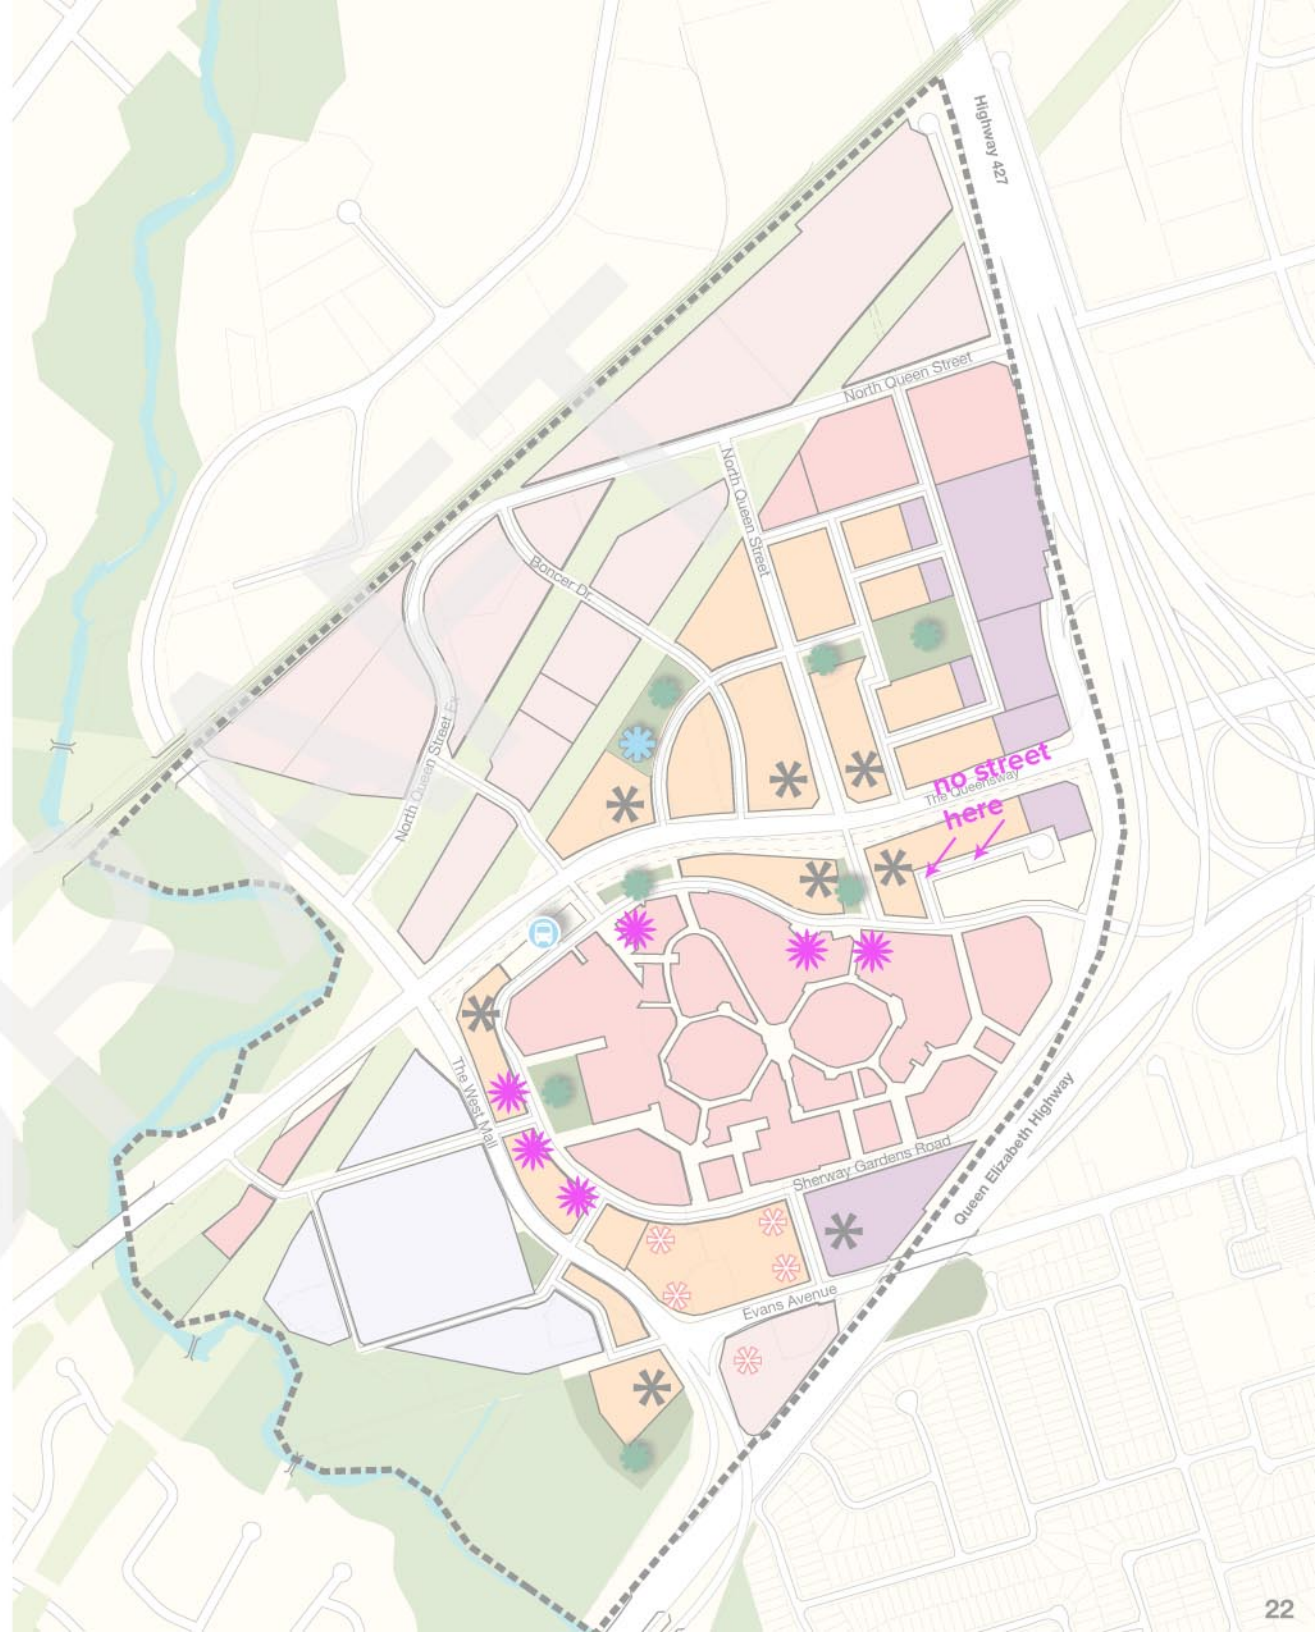 Highway 427
North Queen Street
North Queen Street
Boncer Dr
North Queen Street Ex
no street
The Queensway
here
The West Mall
Sherway Gardens Road
Queen Elizabeth Highway
Evans Avenue
22